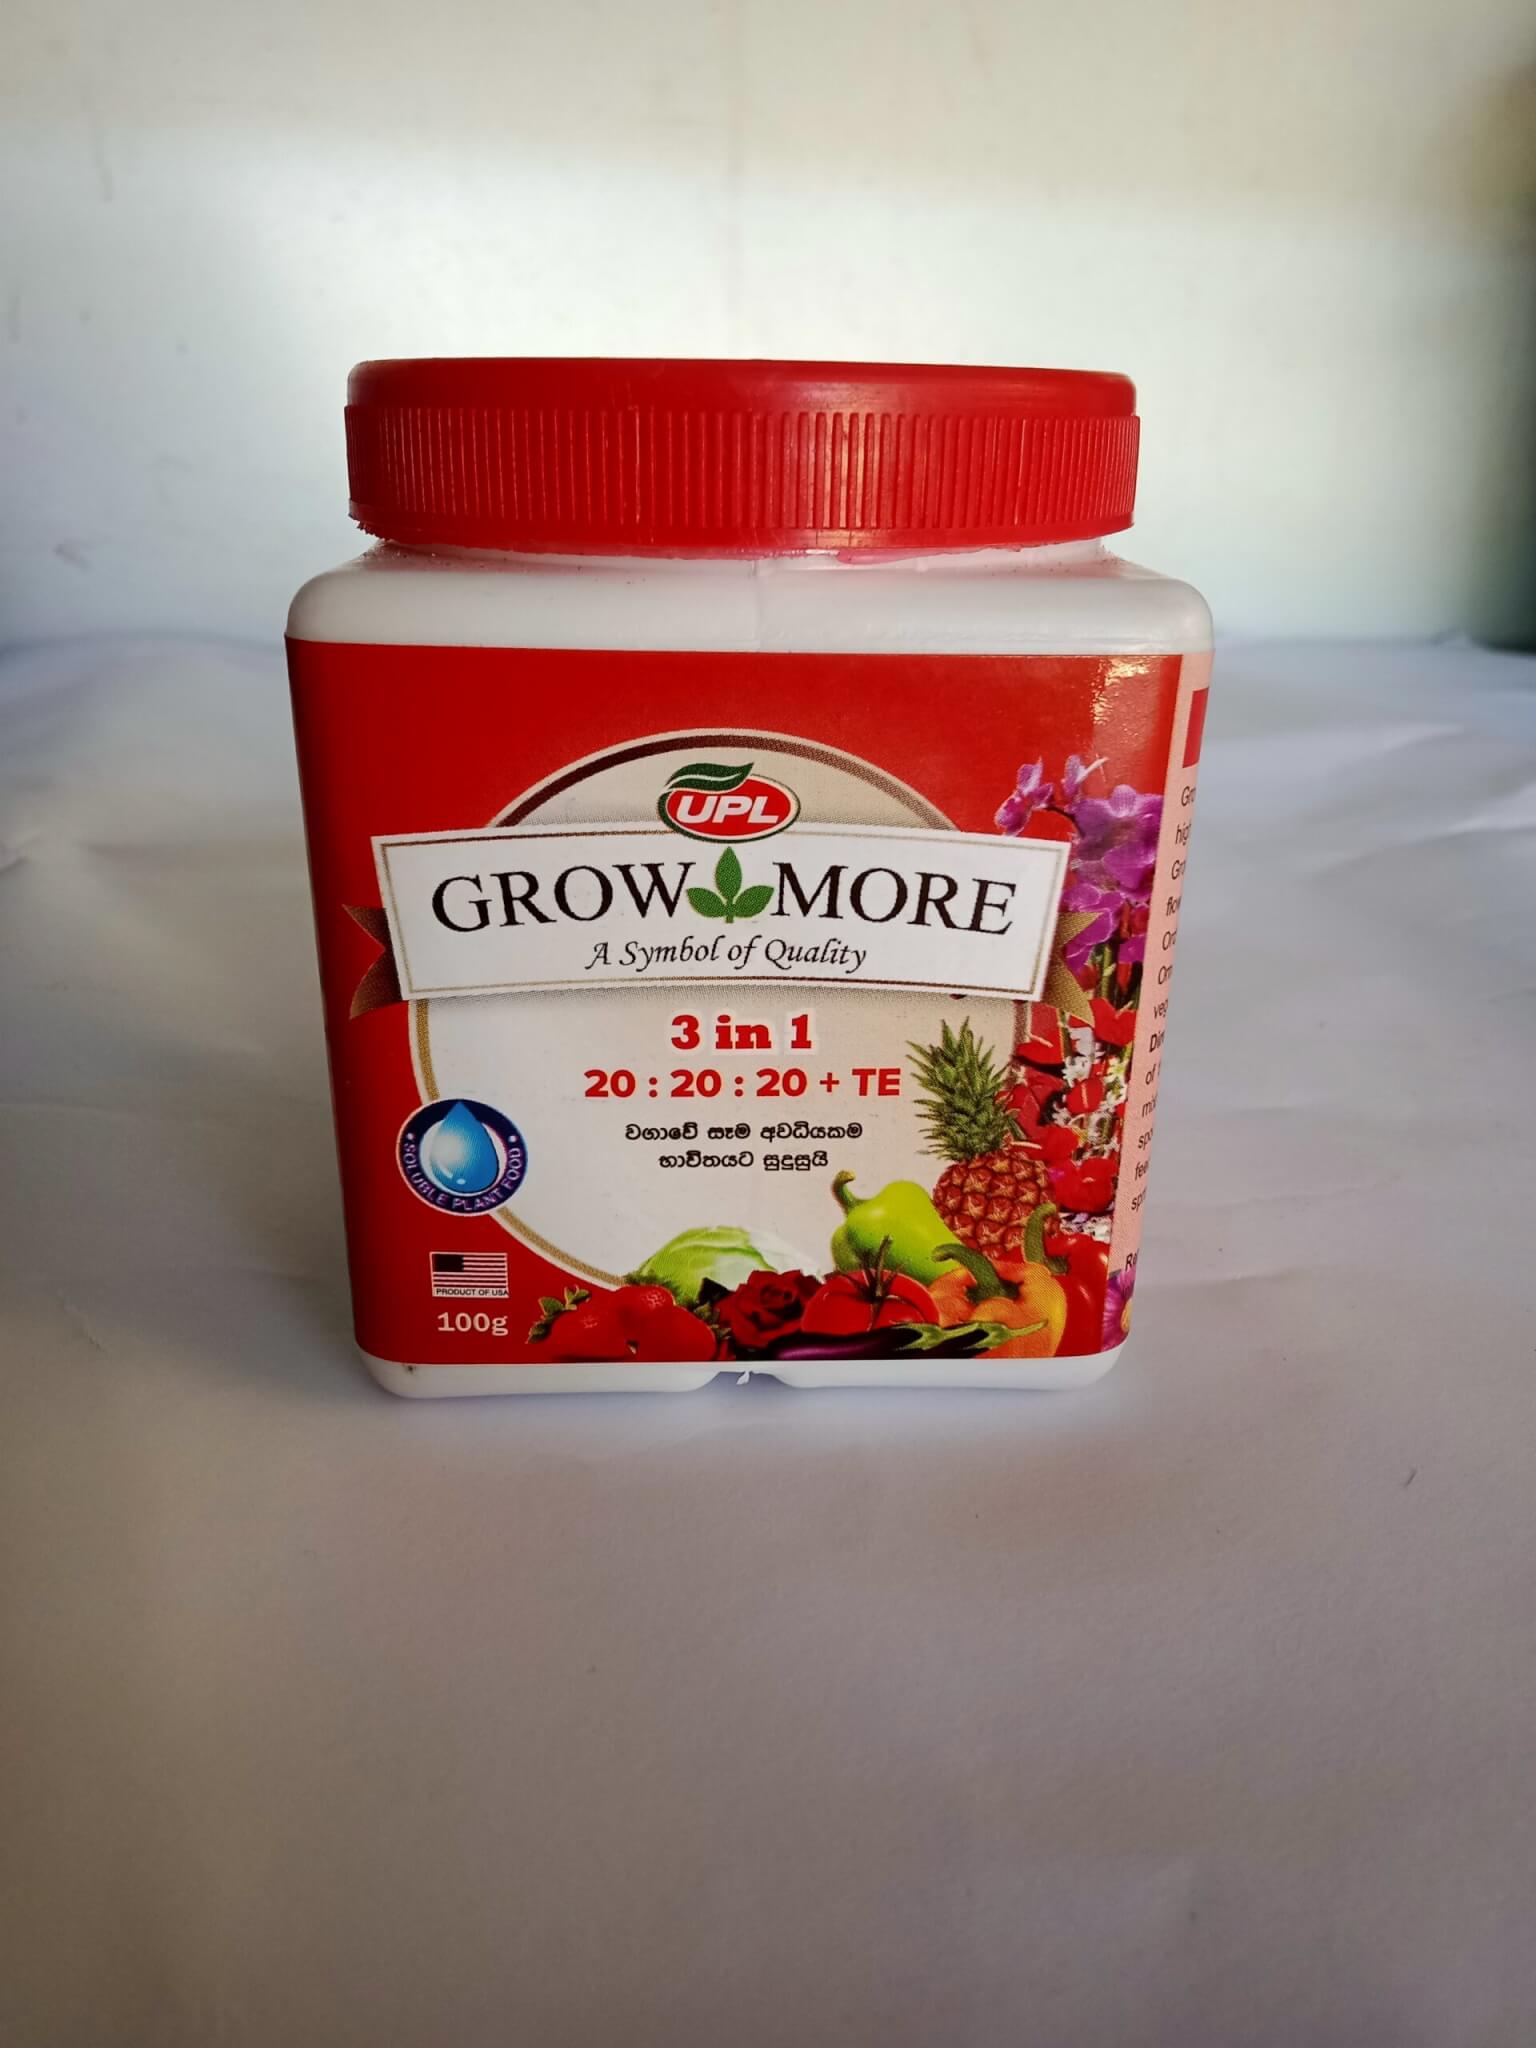 UPL
GROW MORE
A Symbol of Quality
3 in 1
20 : 20 : 20 + TE
වගාවේ සෑම අවධියකම
භාවිතයට සුදුසුයි
• SOLUBLE PLANT FOOD •
PRODUCT OF USA
100g